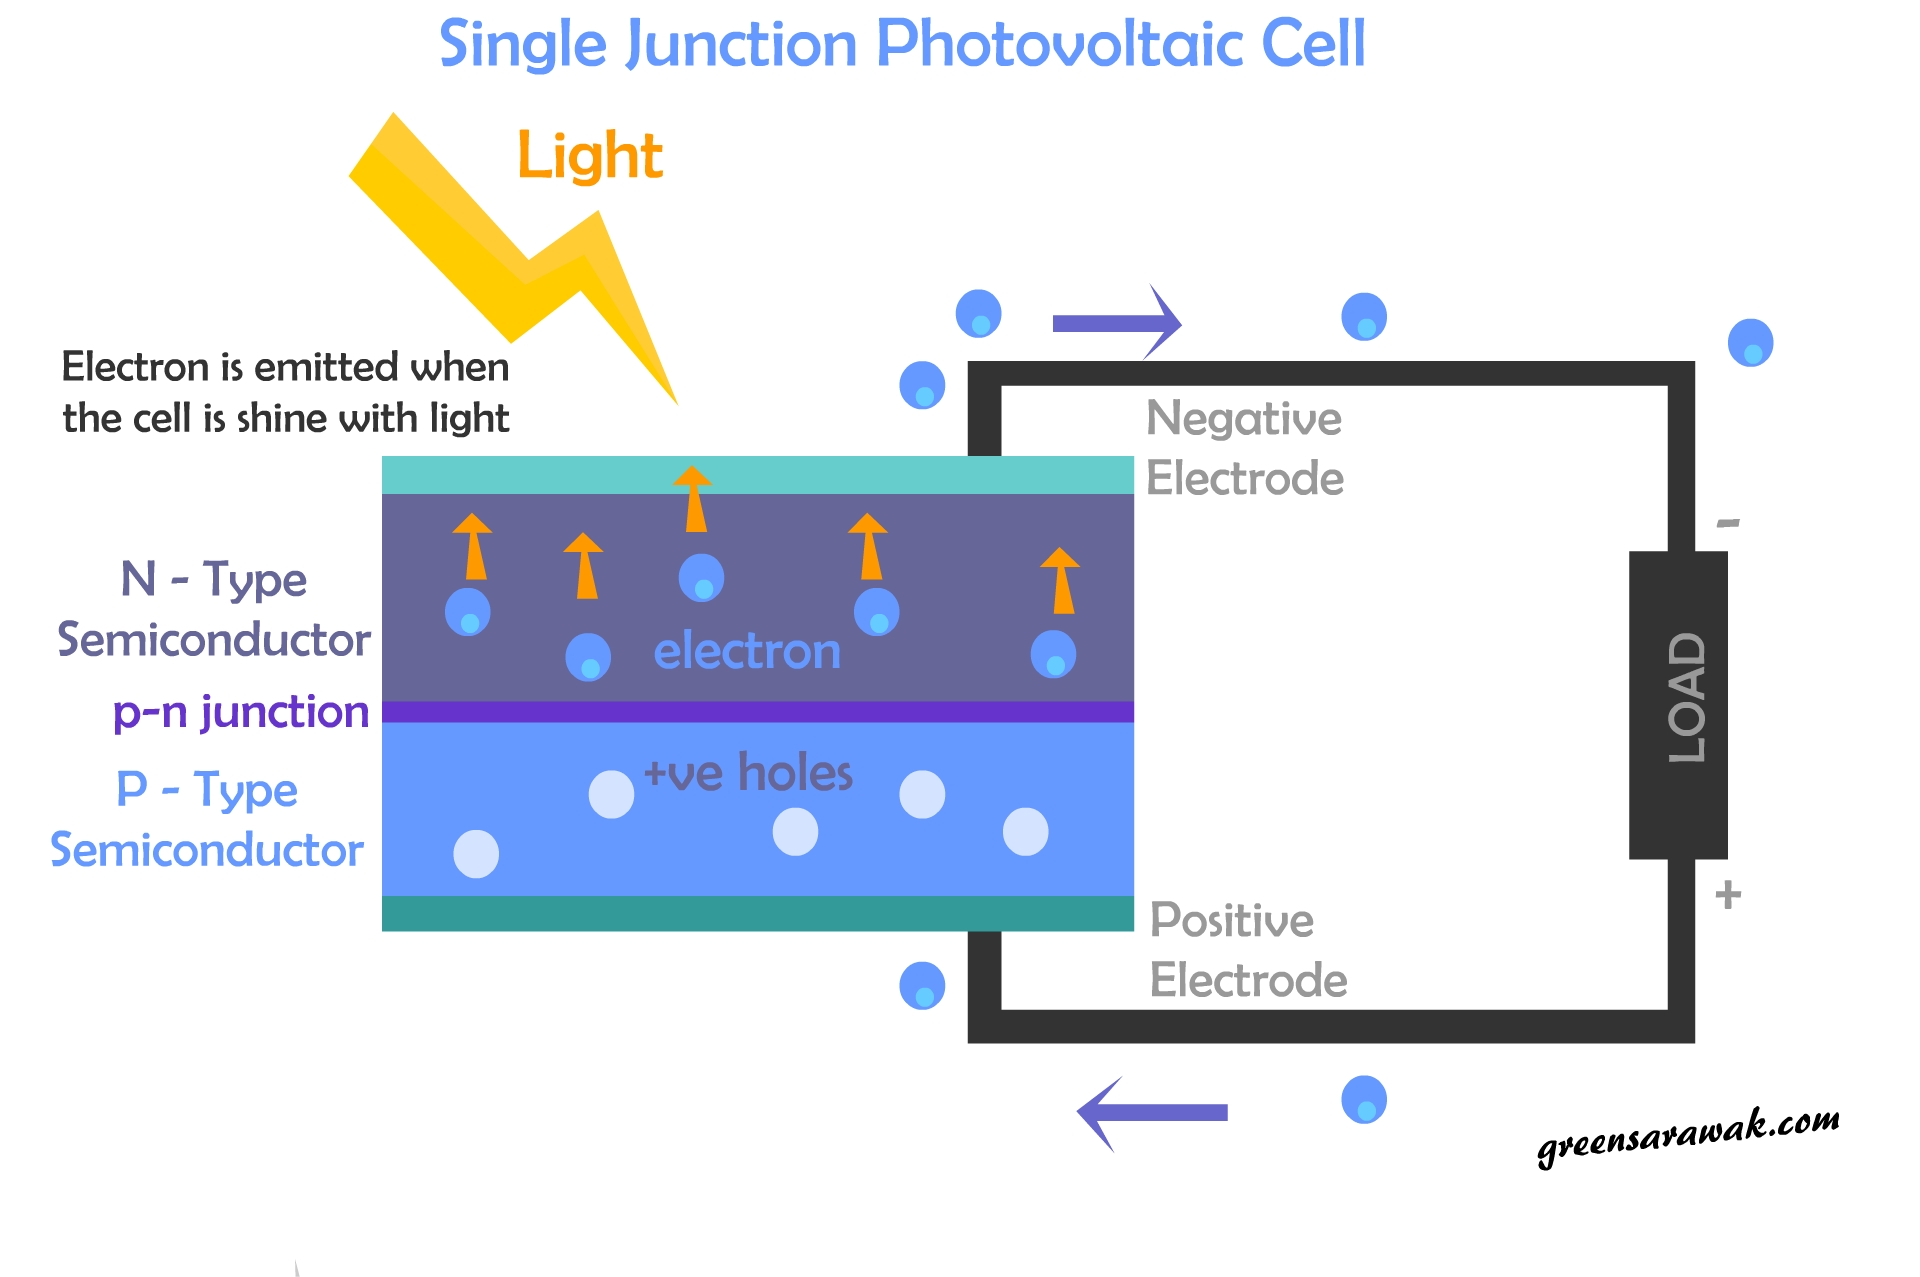 Single Junction Photovoltaic Cell
Light
Electron is emitted when
the cell is shine with light
Negative
Electrode
-
N - Type
Semiconductor
electron
LOAD
p-n junction
+ve holes
P - Type
Semiconductor
+
Positive
Electrode
greensarawak.com